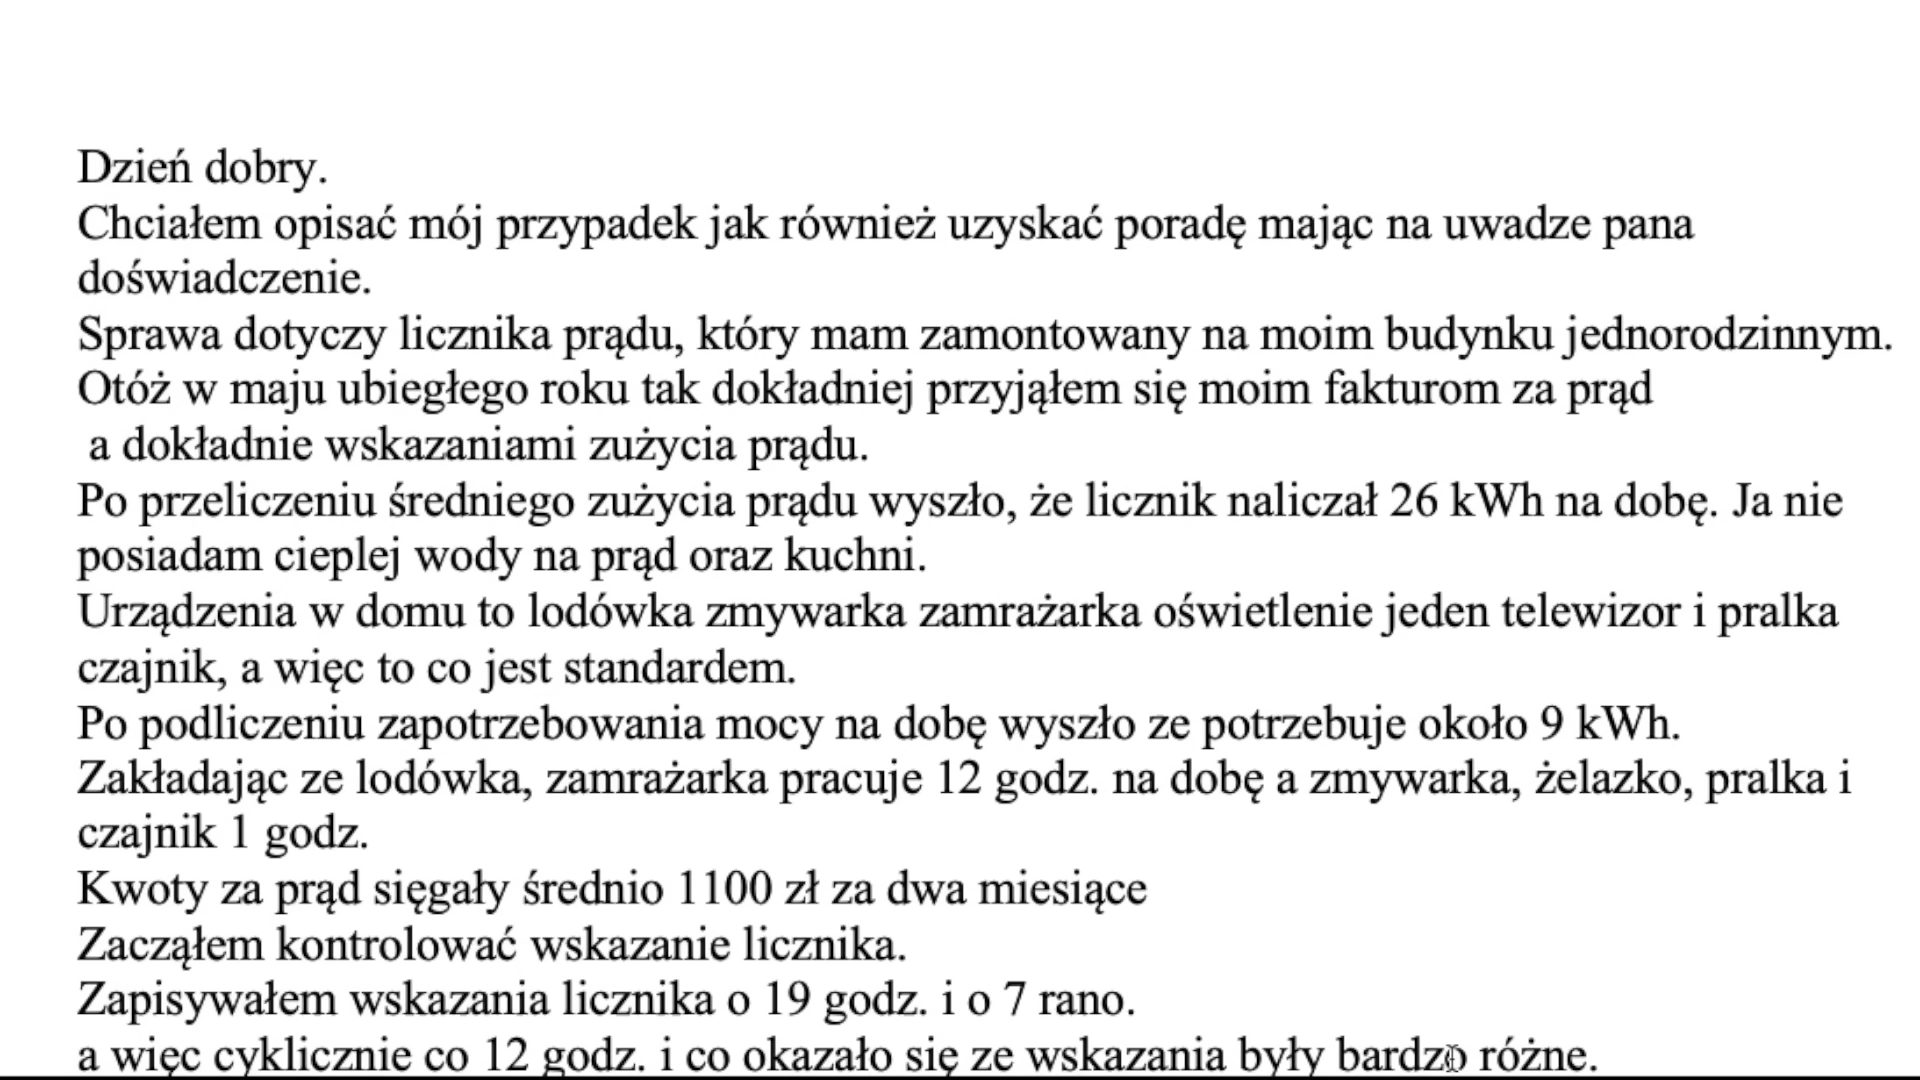 Dzień dobry.
Chciałem opisać mój przypadek jak również uzyskać poradę mając na uwadze pana
doświadczenie.
Sprawa dotyczy licznika prądu, który mam zamontowany na moim budynku jednorodzinnym.
Otóż w maju ubiegłego roku tak dokładniej przyjąłem się moim fakturom za prąd
a dokładnie wskazaniami zużycia prądu.
Po przeliczeniu średniego zużycia prądu wyszło, że licznik naliczał 26 kWh na dobę. Ja nie
posiadam cieplej wody na prąd oraz kuchni.
Urządzenia w domu to lodówka zmywarka zamrażarka oświetlenie jeden telewizor i pralka
czajnik, a więc to co jest standardem.
Po podliczeniu zapotrzebowania mocy na dobę wyszło ze potrzebuje około 9 kWh.
Zakładając ze lodówka, zamrażarka pracuje 12 godz. na dobę a zmywarka, żelazko, pralka i
czajnik 1 godz.
Kwoty za prąd sięgały średnio 1100 zł za dwa miesiące
Zacząłem kontrolować wskazanie licznika.
Zapisywałem wskazania licznika o 19 godz. i o 7 rano.
a więc cyklicznie co 12 godz. i co okazało się ze wskazania były bardzo różne.